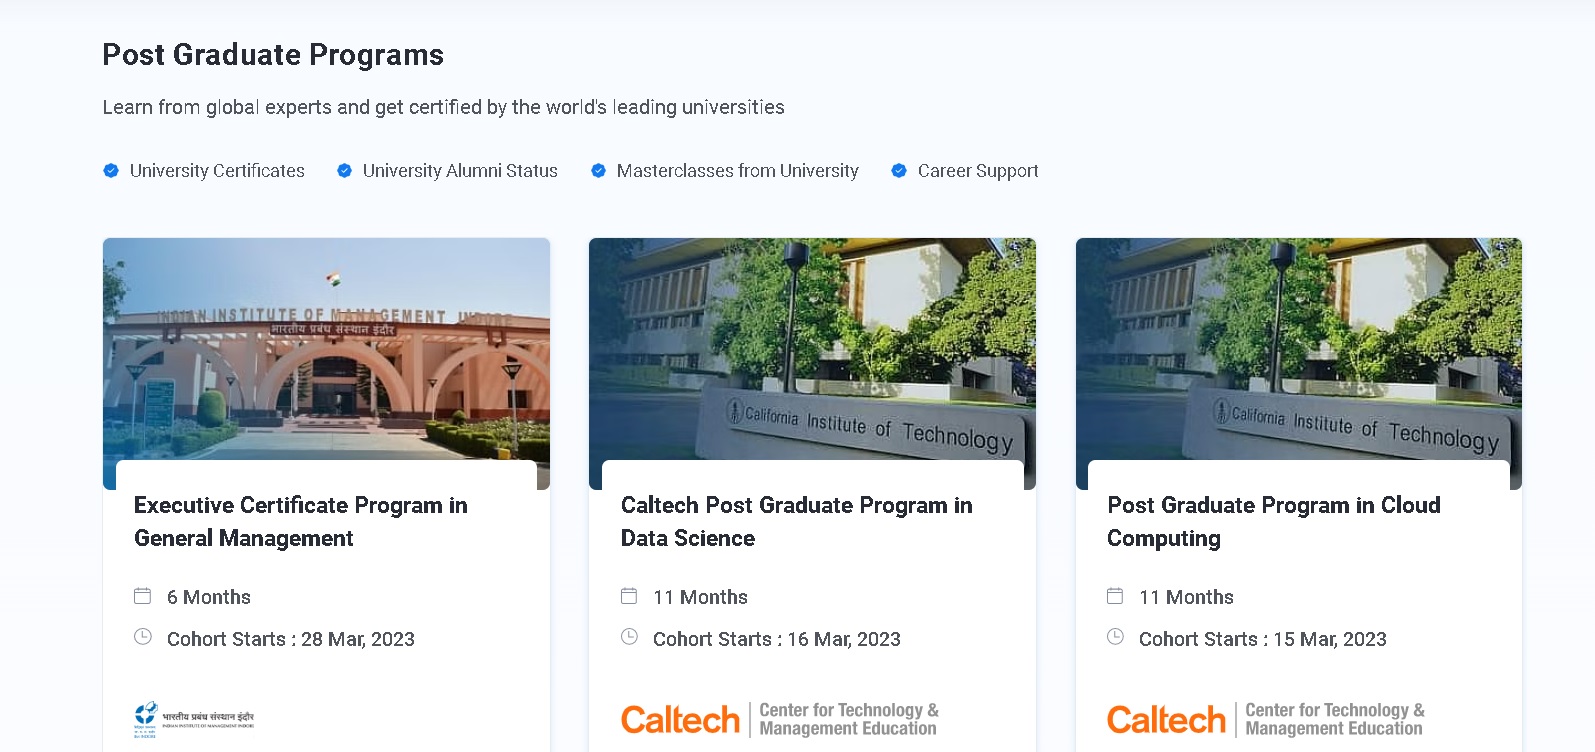 Post Graduate Programs
Learn from global experts and get certified by the world's leading universities
University Certificates
University Alumni Status
Masterclasses from University
Career Support
INDIAN INSTITUTE OF MANAGEMENT INDORE
भारतीय प्रबंध संस्थान इंदौर
California Institute of Technology
California Institute of Technology
Executive Certificate Program in
General Management
6 Months
Cohort Starts : 28 Mar, 2023
भारतीय प्रबंध संस्थान इंदौर
INDIAN INSTITUTE OF MANAGEMENT INDORE
Caltech Post Graduate Program in
Data Science
11 Months
Cohort Starts : 16 Mar, 2023
Caltech
Center for Technology &
Management Education
Post Graduate Program in Cloud
Computing
11 Months
Cohort Starts : 15 Mar, 2023
Caltech
Center for Technology &
Management Education